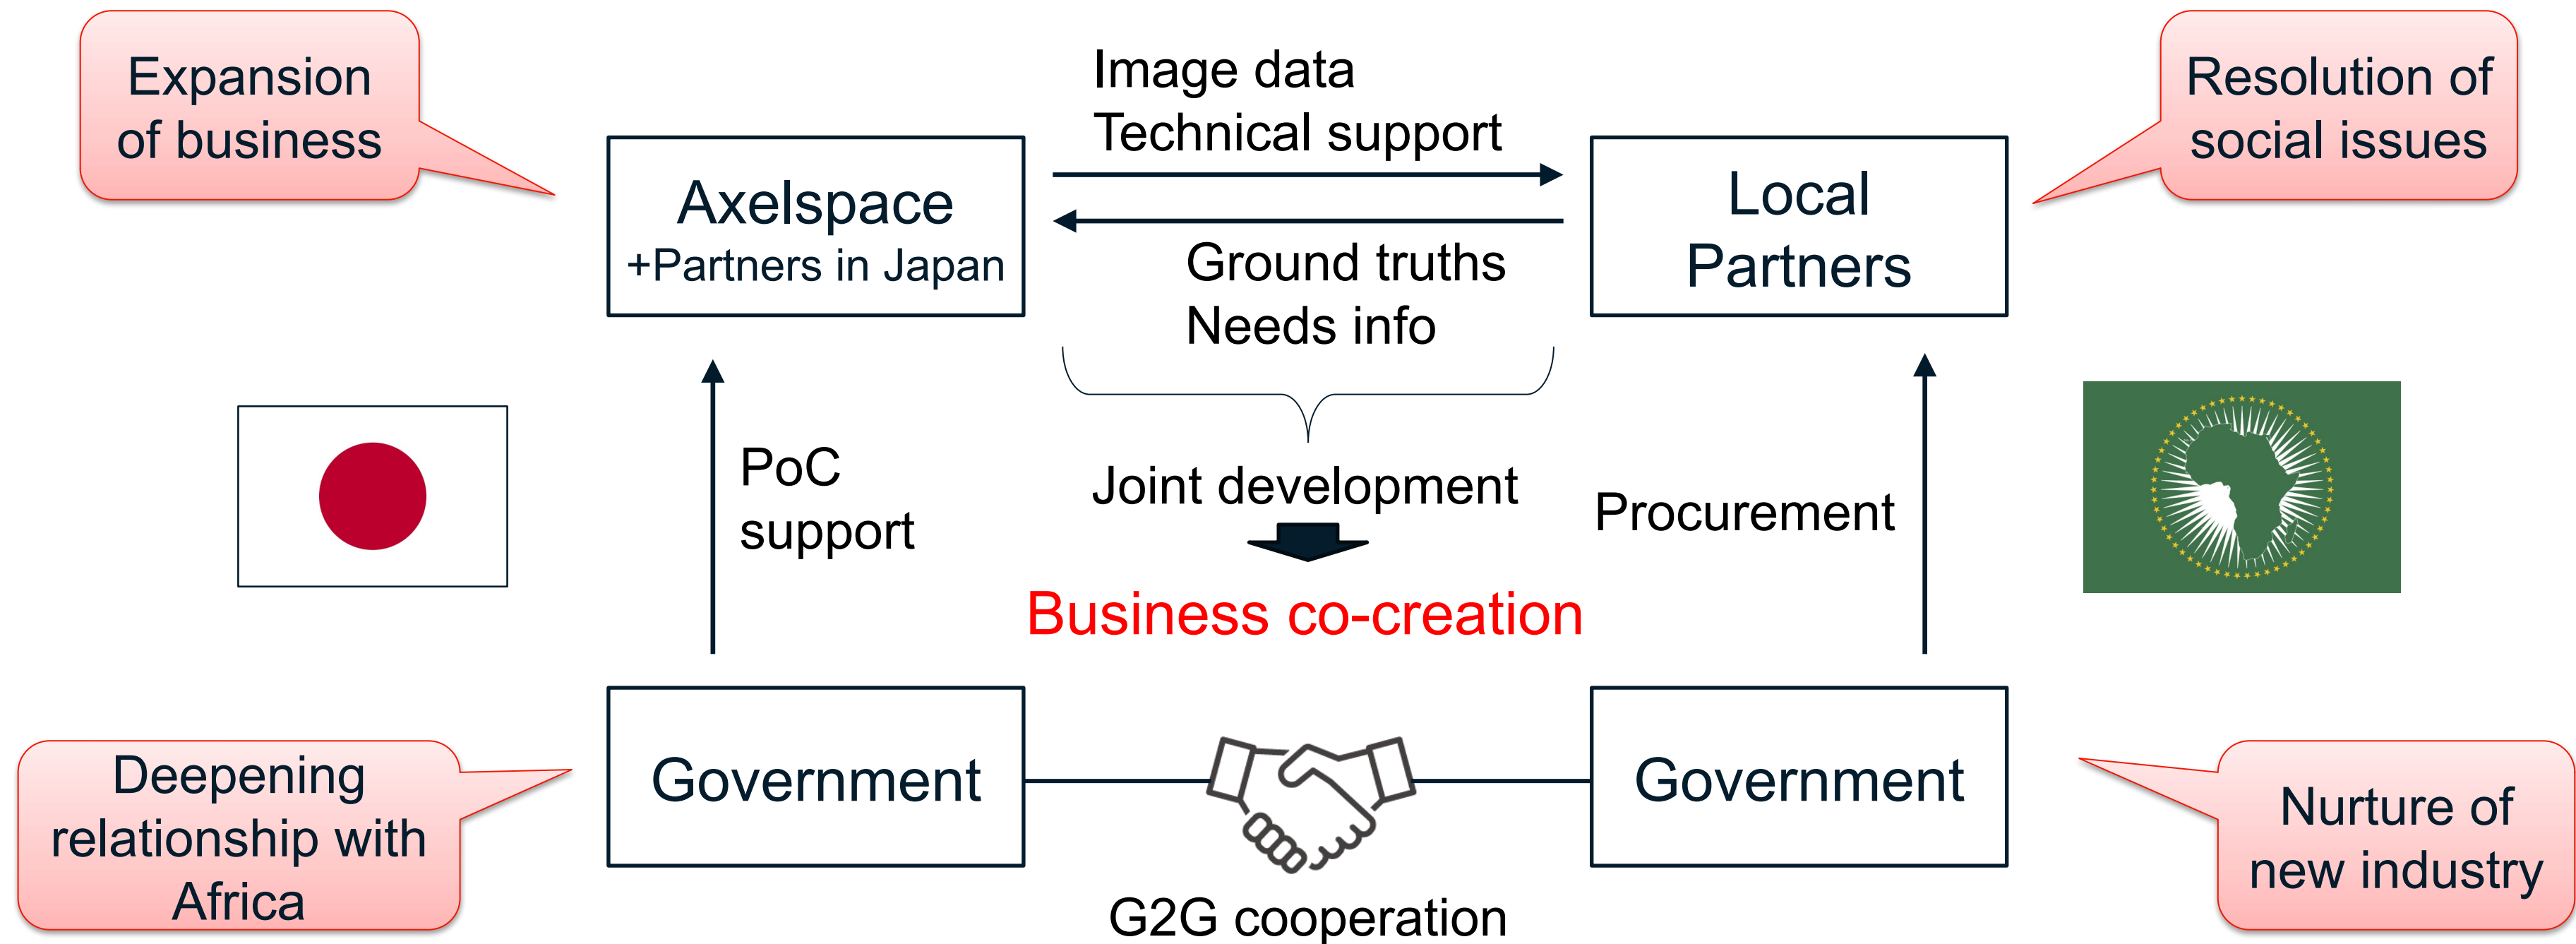 Expansion
of business
Image data
Technical support
Resolution of
social issues
Axelspace
+Partners in Japan
Local
Partners
Ground truths
Needs info
PoC
support
Joint development
Procurement
Business co-creation
Deepening
relationship with
Africa
Government
Government
Nurture of
new industry
G2G cooperation